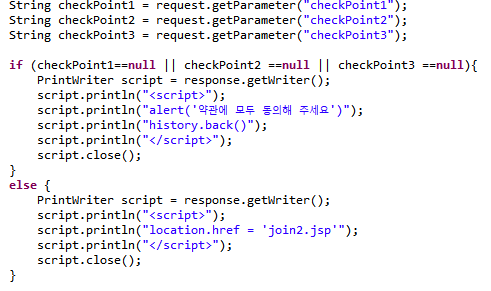 String checkPoint1 = request.getParameter("checkPoint1");
String checkPoint2 = request.getParameter("checkPoint2");
String checkPoint3 = request.getParameter("checkPoint3");
if (checkPoint1==null || checkPoint2 ==null || checkPoint3 ==null){
PrintWriter script = response.getWriter();
script.println("<script>");
script.println("alert('약관에 모두 동의해 주세요')");
script.println("history.back()");
script.println("</script>");
script.close();
}
else {
PrintWriter script = response.getWriter();
script.println("<script>");
script.println("location.href = 'join2.jsp'");
script.println("</script>");
script.close();
}